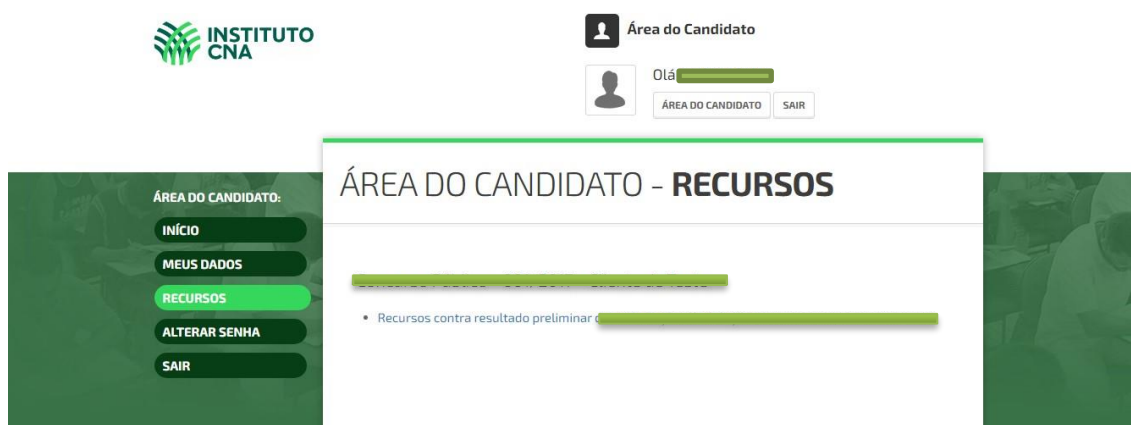 INSTITUTO
CNA
Área do Candidato
Olá
ÁREA DO CANDIDATO
SAIR
ÁREA DO CANDIDATO - RECURSOS
ÁREA DO CANDIDATO:
INÍCIO
MEUS DADOS
RECURSOS
ALTERAR SENHA
SAIR
Recursos contra resultado preliminar